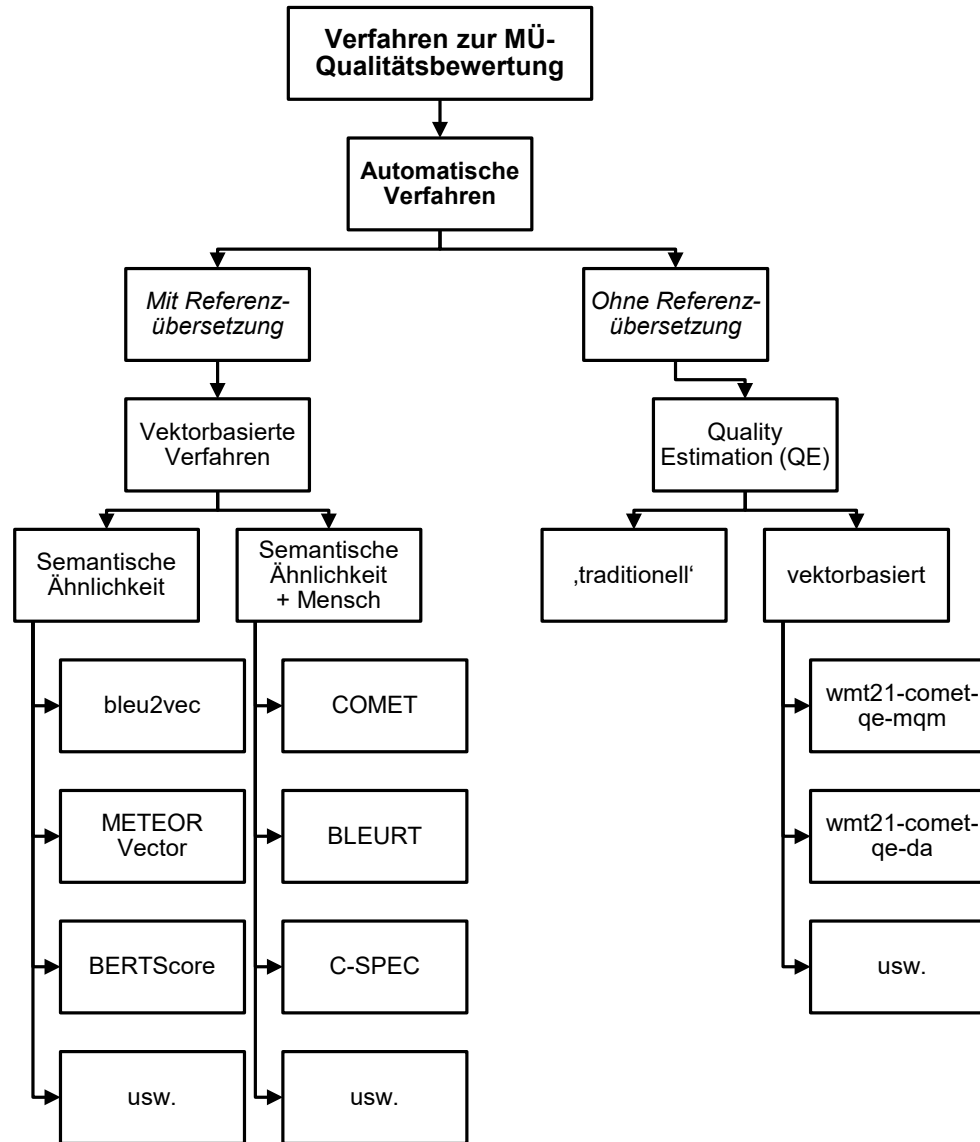 Verfahren zur MÜ-
Qualitätsbewertung
Automatische
Verfahren
Mit Referenz-
übersetzung
Ohne Referenz-
übersetzung
Vektorbasierte
Verfahren
Quality
Estimation (QE)
Semantische
Ähnlichkeit
Semantische
Ähnlichkeit
+ Mensch
‚traditionell‘
vektorbasiert
bleu2vec
COMET
wmt21-comet-
qe-mqm
METEOR
Vector
BLEURT
wmt21-comet-
qe-da
BERTScore
C-SPEC
usw.
usw.
usw.